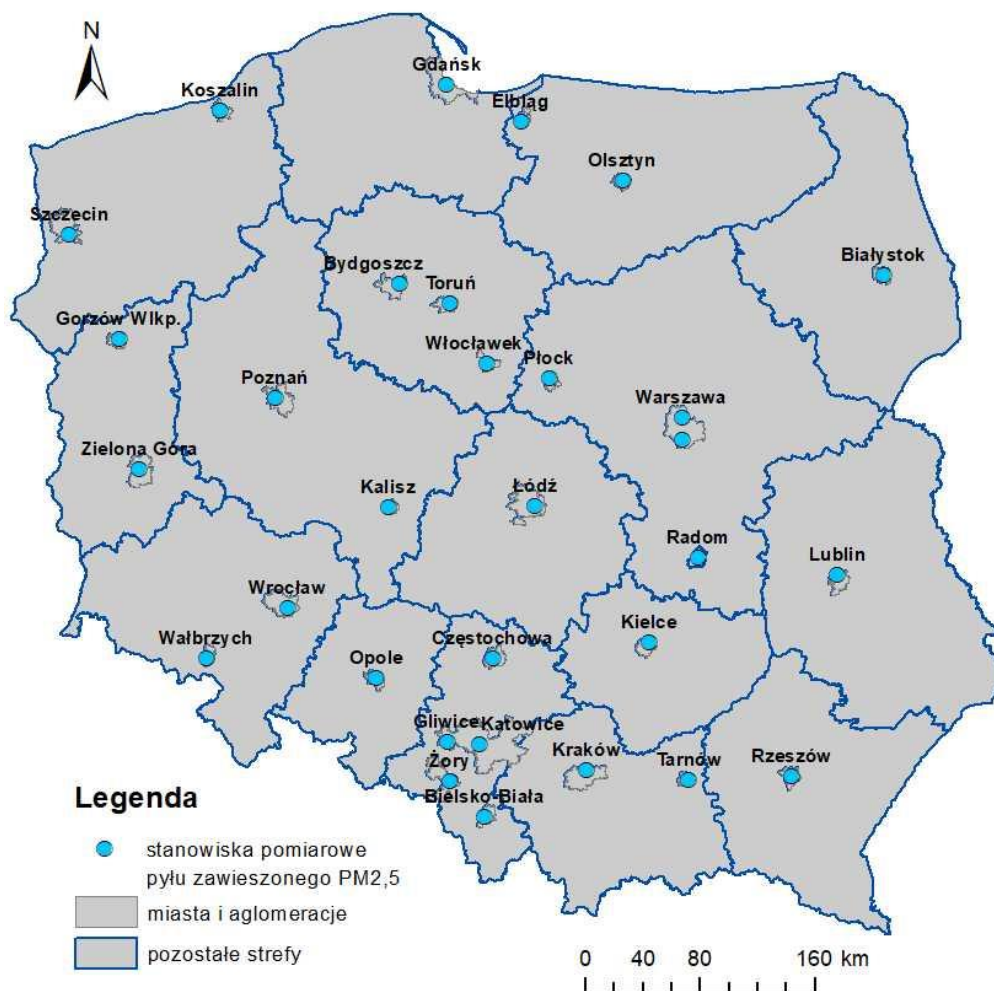 N
Gdańsk
Koszalin
Elbląg
Olsztyn
Szczecin
Białystok
Bydgoszcz
Toruń
Gorzów Wlkp.
Włocławek
Płock
Poznań
Warszawa
Zielona Góra
Kalisz
Łódź
Radom
Lublin
Wrocław
Kielce
Wałbrzych
Częstochowa
Opole
Gliwice
Katowice
Kraków
Żory
Tarnów
Rzeszów
Bielsko-Biała
Legenda
stanowiska pomiarowe
pyłu zawieszonego PM2,5
miasta i aglomeracje
pozostałe strefy
0 40 80 160 km